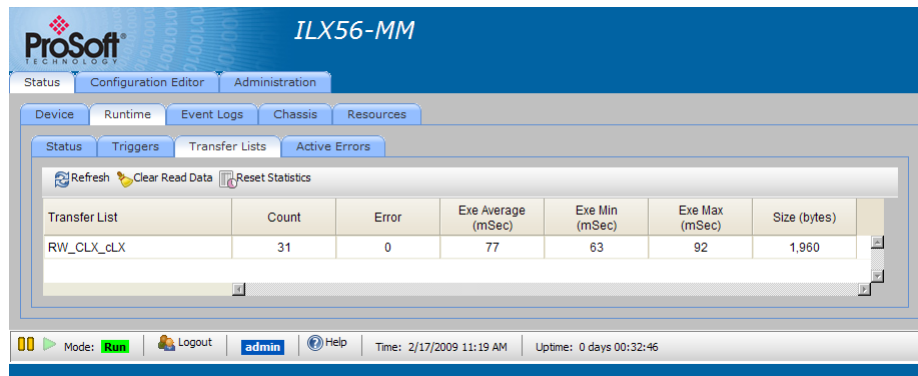 ProSoft®
TECHNOLOGY
ILX56-MM
Status Configuration Editor Administration
Device Runtime Event Logs Chassis Resources
Status Triggers Transfer Lists Active Errors
Refresh Clear Read Data Reset Statistics
Transfer List Count Error Exe Average (mSec) Exe Min (mSec) Exe Max (mSec) Size (bytes)
RW_CLX_cLX 31 0 77 63 92 1,960
Mode: Run Logout admin Help Time: 2/17/2009 11:19 AM Uptime: 0 days 00:32:46